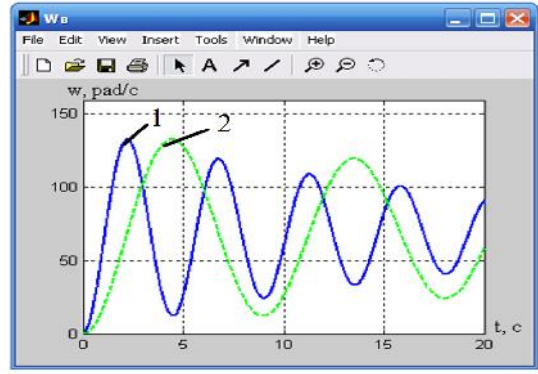 Wв
File Edit View Insert Tools Window Help
A
w, pad/c
150
1
2
100
50
0
0 5 10 15 20
t, c